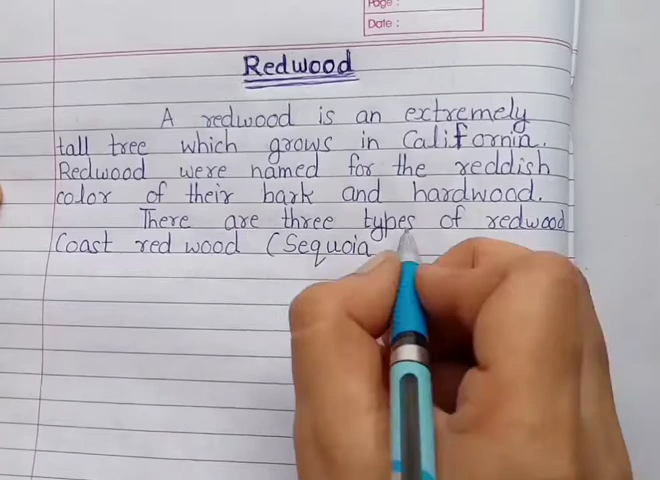 Page :
Date :
Redwood
A redwood is an extremely
tall tree which grows in California.
Redwood were named for the reddish
color of their bark and hardwood.
There are three types of redwood
Coast red wood (Sequoia